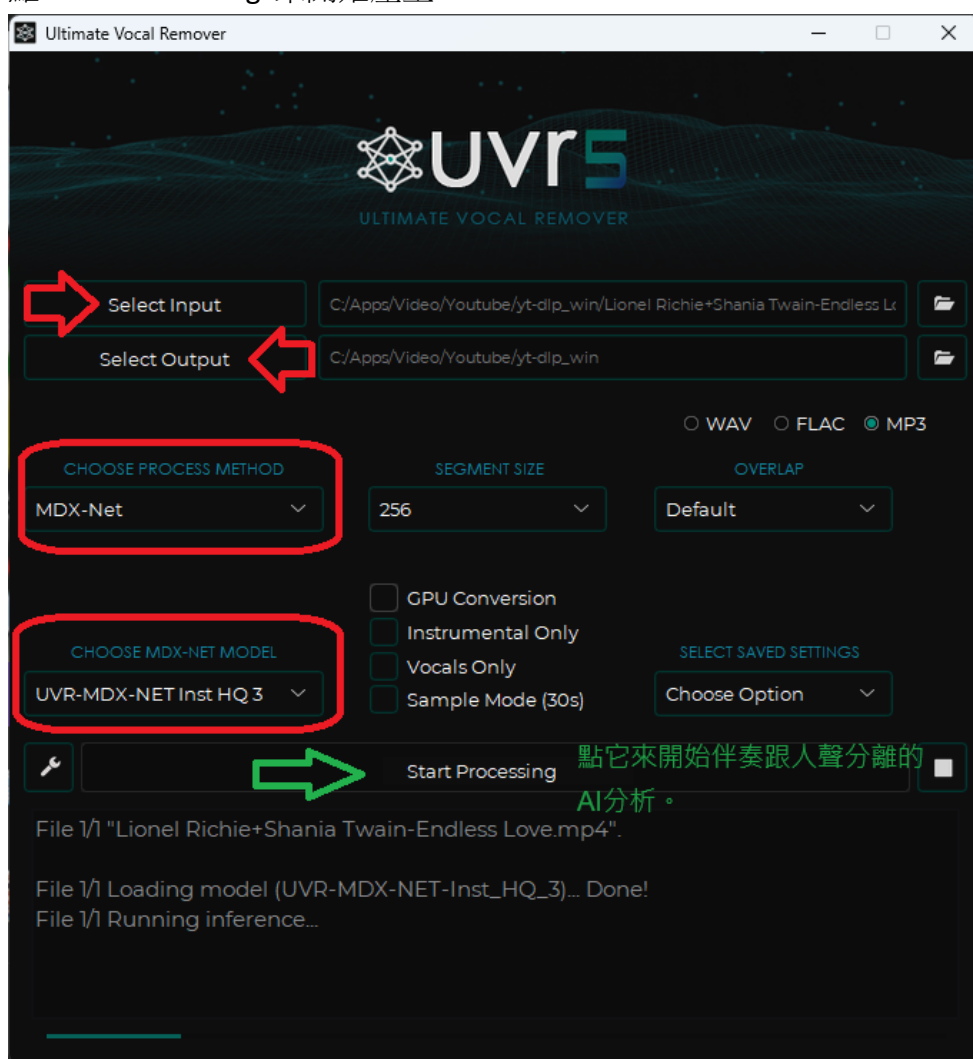 Ultimate Vocal Remover
uvr5
ULTIMATE VOCAL REMOVER
Select Input C:/Apps/Video/Youtube/yt-dlp_win/Lionel Richie+Shania Twain-Endless Lo
Select Output C:/Apps/Video/Youtube/yt-dlp_win
WAV FLAC MP3
CHOOSE PROCESS METHOD SEGMENT SIZE OVERLAP
MDX-Net 256 Default
GPU Conversion
Instrumental Only
CHOOSE MDX-NET MODEL Vocals Only SELECT SAVED SETTINGS
UVR-MDX-NET Inst HQ 3 Sample Mode (30s) Choose Option
Start Processing 點它來開始伴奏跟人聲分離的
AI分析。
File 1/1 "Lionel Richie+Shania Twain-Endless Love.mp4".
File 1/1 Loading model (UVR-MDX-NET-Inst_HQ_3)... Done!
File 1/1 Running inference...